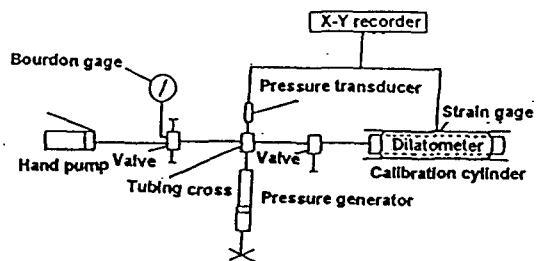 X-Y recorder
Bourdon gage
Pressure transducer
Strain gage
Dilatometer
Hand pump
Valve
Valve
Tubing cross
Calibration cylinder
Pressure generator